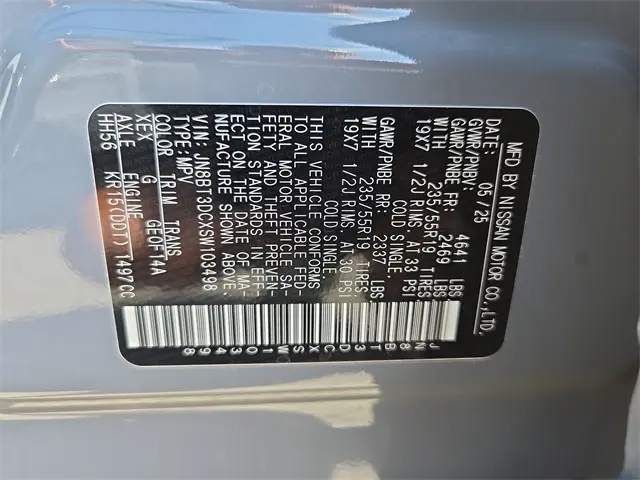 MFD BY NISSAN MOTOR CO.,LTD.
DATE: 05/25
GVWR/PNBV: 4641 LBS
GAWR/PNBE FR: 2469 LBS
WITH 235/55R19 TIRES
19X7 1/2J RIMS, AT 33 PSI
COLD SINGLE
GAWR/PNBE RR: 2337 LBS
WITH 235/55R19 TIRES
19X7 1/2J RIMS, AT 30 PSI
COLD SINGLE
THIS VEHICLE CONFORMS
TO ALL APPLICABLE FED-
ERAL MOTOR VEHICLE SA-
FETY AND THEFT PREVEN-
TION STANDARDS IN EFF-
ECT ON THE DATE OF MA-
NUFACTURE SHOWN ABOVE.
VIN: JN8BT3DCXSW103498
TYPE:MPV
COLOR TRIM TRANS
XEX G GE0F14A
AXLE ENGINE
HH56 KR15(DDT) 1497CC
JN8BT3DCXSW103498